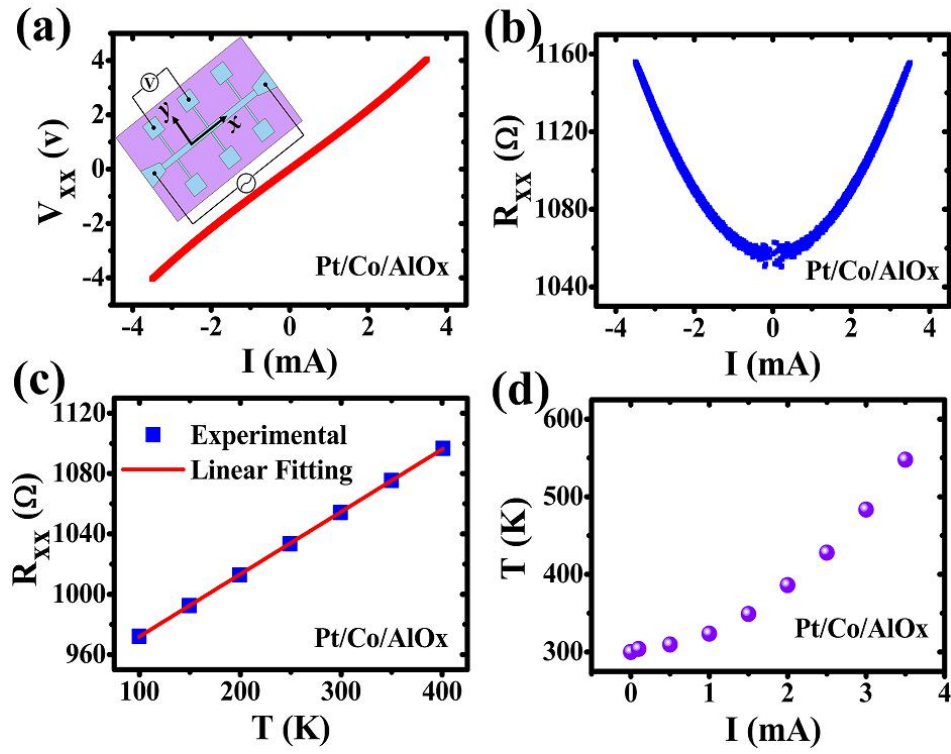 (a)
4
2
0
-2
-4
V_xx (v)
V
y
x
Pt/Co/AlOx
-4 -2 0 2 4
I (mA)
(b)
1160
1120
1080
1040
R_xx (Ω)
Pt/Co/AlOx
-4 -2 0 2 4
I (mA)
(c)
1120
1080
1040
1000
960
R_xx (Ω)
Experimental
Linear Fitting
Pt/Co/AlOx
100 200 300 400
T (K)
(d)
600
500
400
300
T (K)
Pt/Co/AlOx
0 1 2 3 4
I (mA)